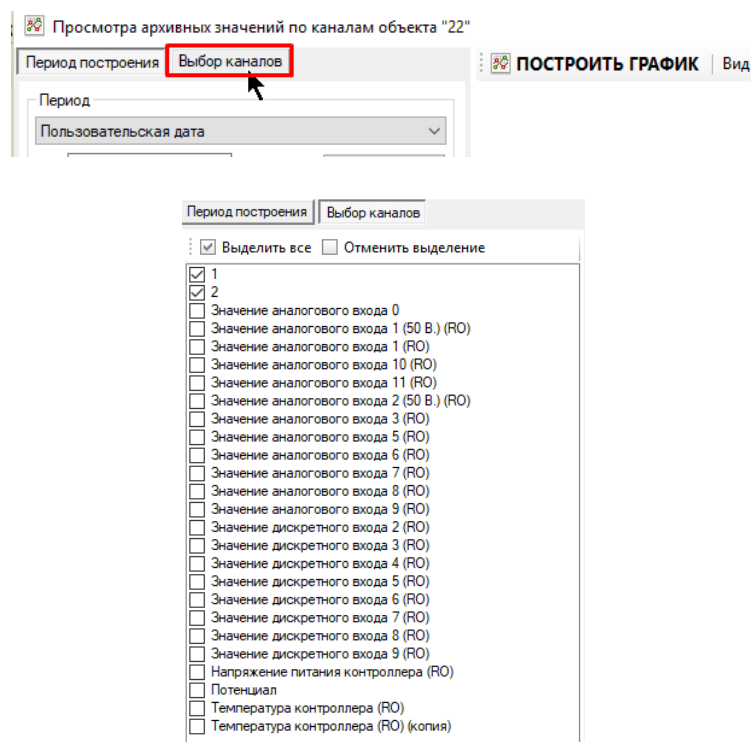 Просмотра архивных значений по каналам объекта "22"
Период построения Выбор каналов
ПОСТРОИТЬ ГРАФИК Вид
Период
Пользовательская дата
Период построения Выбор каналов
Выделить все Отменить выделение
1
2
Значение аналогового входа 0
Значение аналогового входа 1 (50 В.) (RO)
Значение аналогового входа 1 (RO)
Значение аналогового входа 10 (RO)
Значение аналогового входа 11 (RO)
Значение аналогового входа 2 (50 В.) (RO)
Значение аналогового входа 3 (RO)
Значение аналогового входа 5 (RO)
Значение аналогового входа 6 (RO)
Значение аналогового входа 7 (RO)
Значение аналогового входа 8 (RO)
Значение аналогового входа 9 (RO)
Значение дискретного входа 2 (RO)
Значение дискретного входа 3 (RO)
Значение дискретного входа 4 (RO)
Значение дискретного входа 5 (RO)
Значение дискретного входа 6 (RO)
Значение дискретного входа 7 (RO)
Значение дискретного входа 8 (RO)
Значение дискретного входа 9 (RO)
Напряжение питания контроллера (RO)
Потенциал
Температура контроллера (RO)
Температура контроллера (RO) (копия)